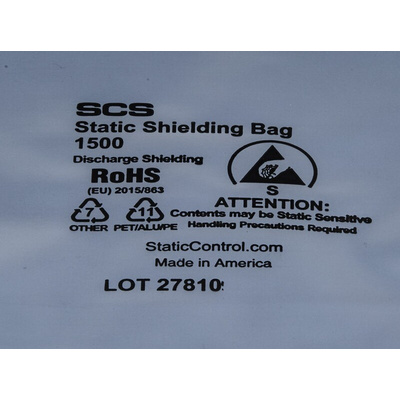 SCS
Static Shielding Bag
1500
Discharge Shielding
RoHS
(EU) 2015/863
7
OTHER
11
PET/ALU/PE
S
ATTENTION:
Contents may be Static Sensitive
Handling Precautions Required
StaticControl.com
Made in America
LOT 27810